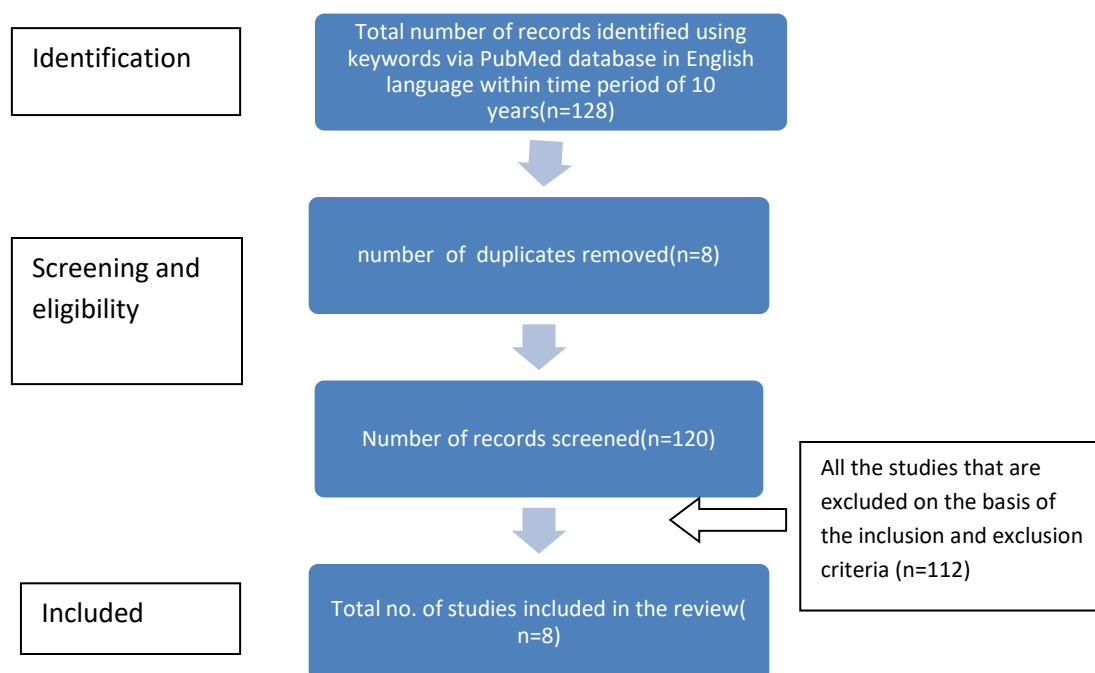 Identification
Total number of records identified using
keywords via PubMed database in English
language within time period of 10
years(n=128)
Screening and
eligibility
number of duplicates removed(n=8)
Number of records screened(n=120)
All the studies that are
excluded on the basis of
the inclusion and exclusion
criteria (n=112)
Included
Total no. of studies included in the review(
n=8)